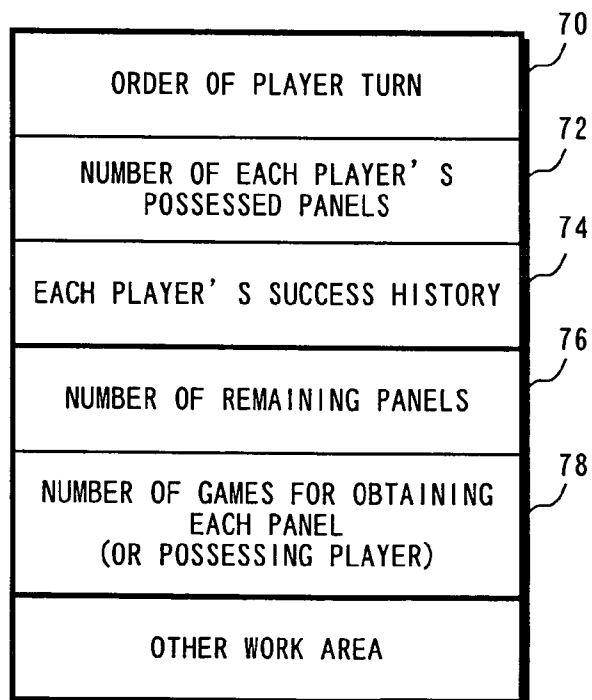 70
ORDER OF PLAYER TURN
72
NUMBER OF EACH PLAYER'S
POSSESSED PANELS
74
EACH PLAYER'S SUCCESS HISTORY
76
NUMBER OF REMAINING PANELS
78
NUMBER OF GAMES FOR OBTAINING
EACH PANEL
(OR POSSESSING PLAYER)
OTHER WORK AREA